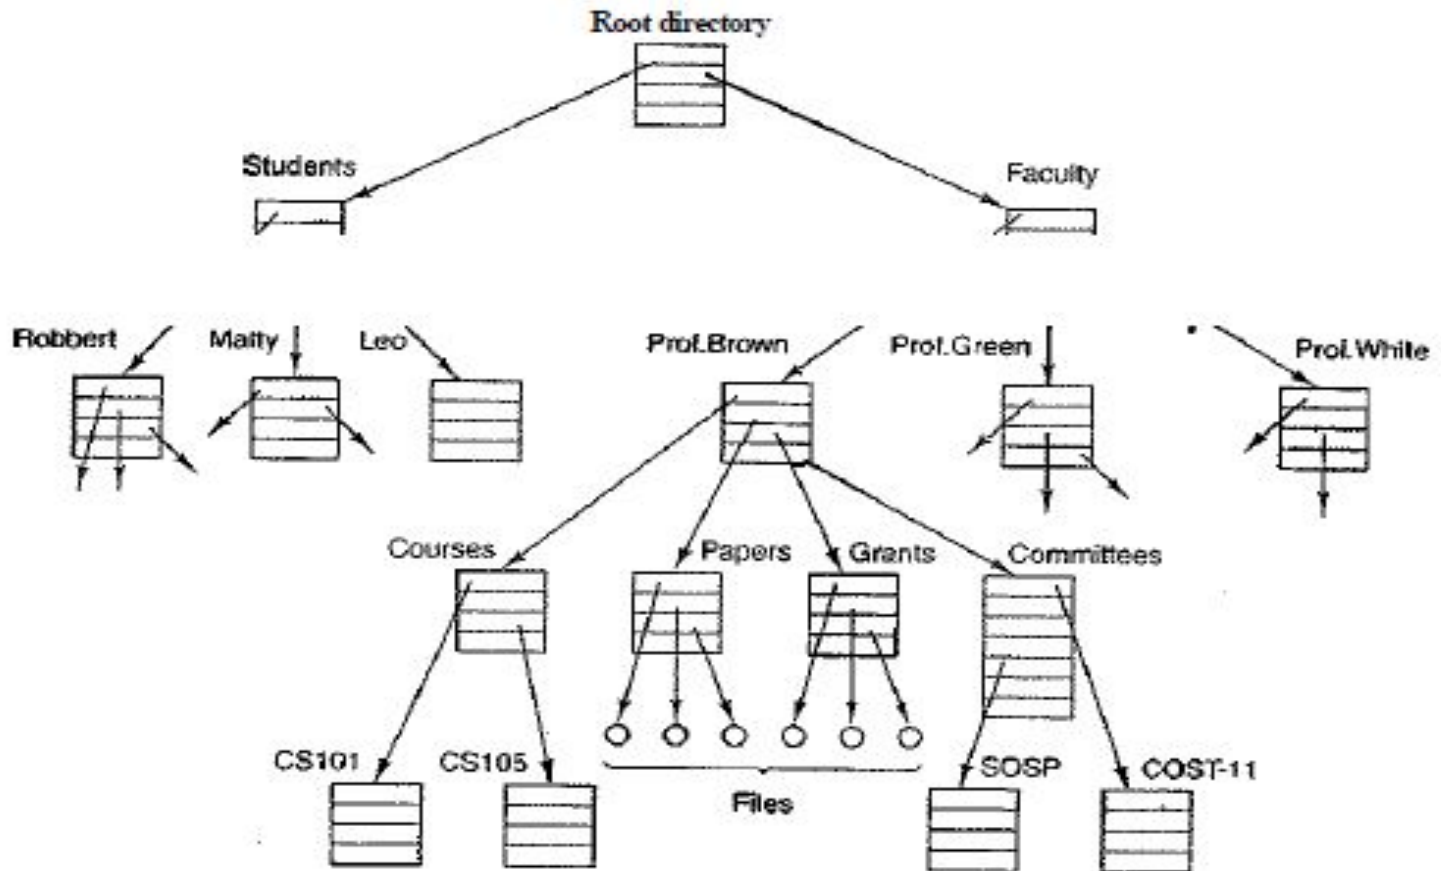 Root directory
Students
Faculty
Robbert
Matty
Leo
Prof.Brown
Prof.Green
Prof.White
Courses
Papers
Grants
Committees
CS101
CS105
Files
SOSP
COST-11